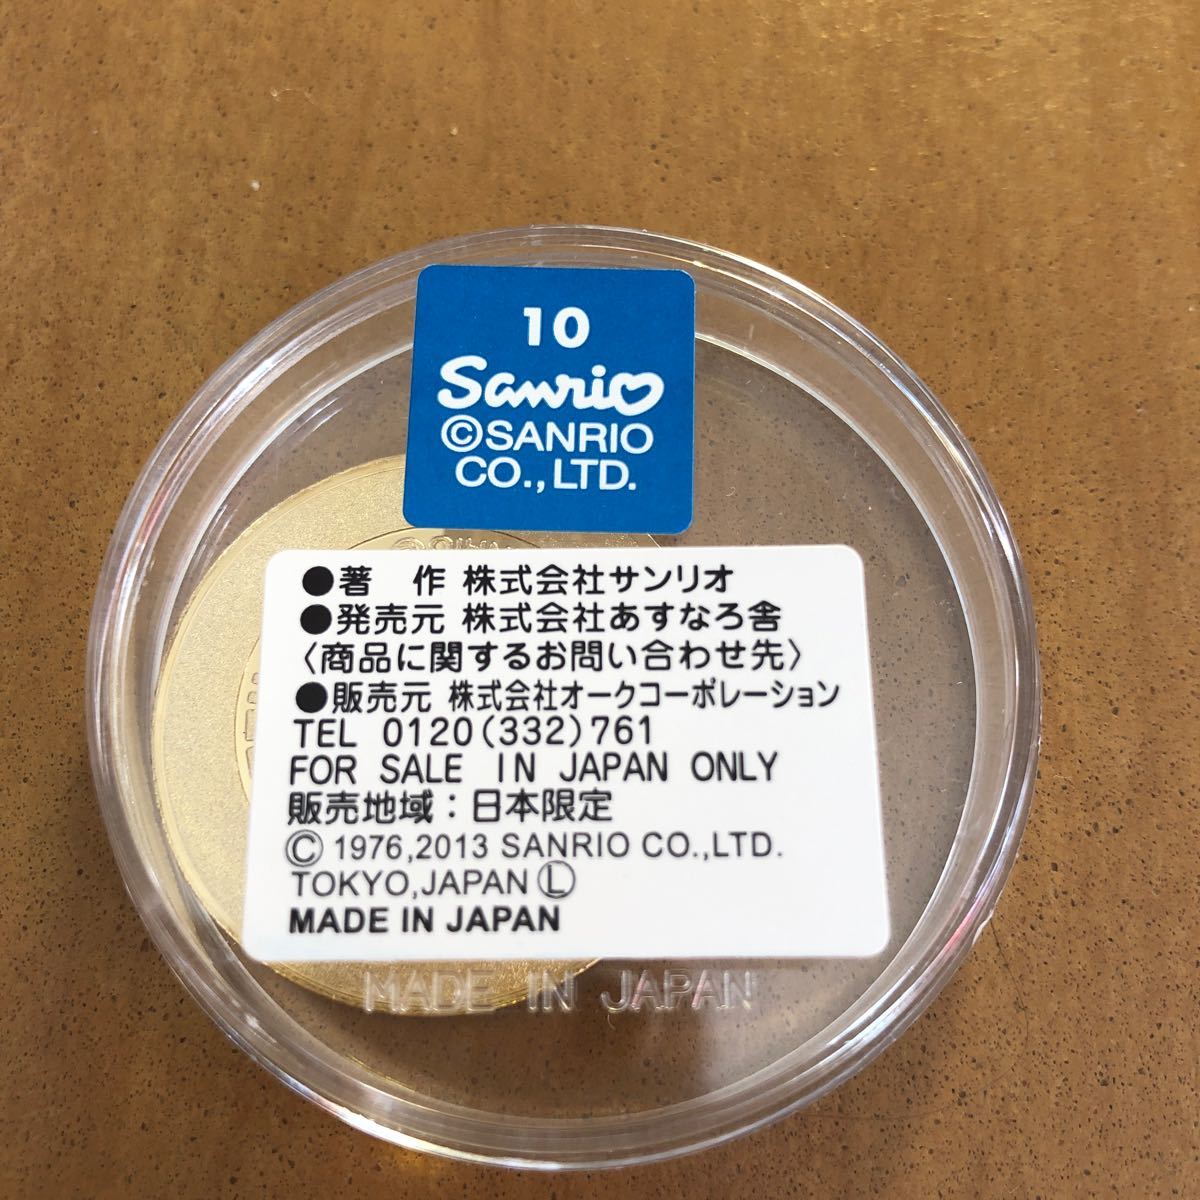 10
Sanrio
©SANRIO
CO.,LTD.
●著　作 株式会社サンリオ
●発売元 株式会社あすなろ舎
〈商品に関するお問い合わせ先〉
●販売元 株式会社オークコーポレーション
TEL 0120(332)761
FOR SALE IN JAPAN ONLY
販売地域：日本限定
Ⓒ 1976,2013 SANRIO CO.,LTD.
TOKYO,JAPAN Ⓛ
MADE IN JAPAN
MADE IN JAPAN